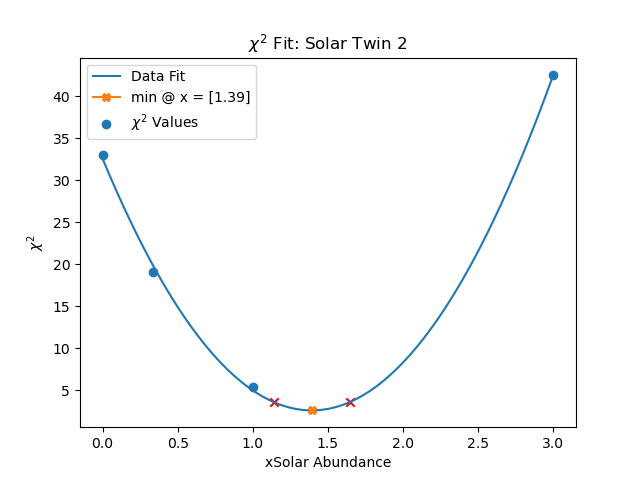 χ² Fit: Solar Twin 2
Data Fit
min @ x = [1.39]
χ² Values
40
35
30
25
20
15
10
5
χ²
0.0 0.5 1.0 1.5 2.0 2.5 3.0
xSolar Abundance